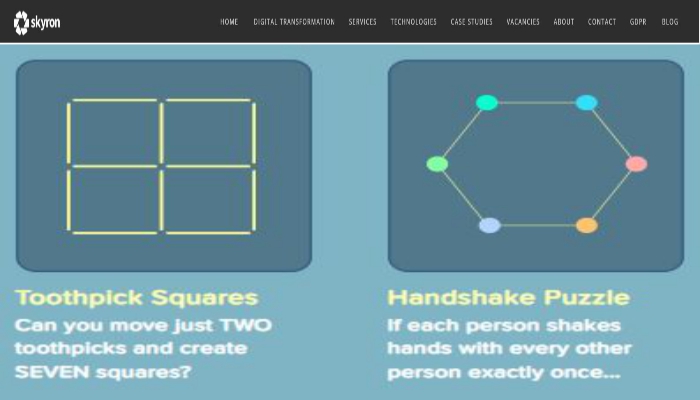 skyron
HOME DIGITAL TRANSFORMATION SERVICES TECHNOLOGIES CASE STUDIES VACANCIES ABOUT CONTACT GDPR BLOG
Toothpick Squares
Can you move just TWO
toothpicks and create
SEVEN squares?
Handshake Puzzle
If each person shakes
hands with every other
person exactly once...